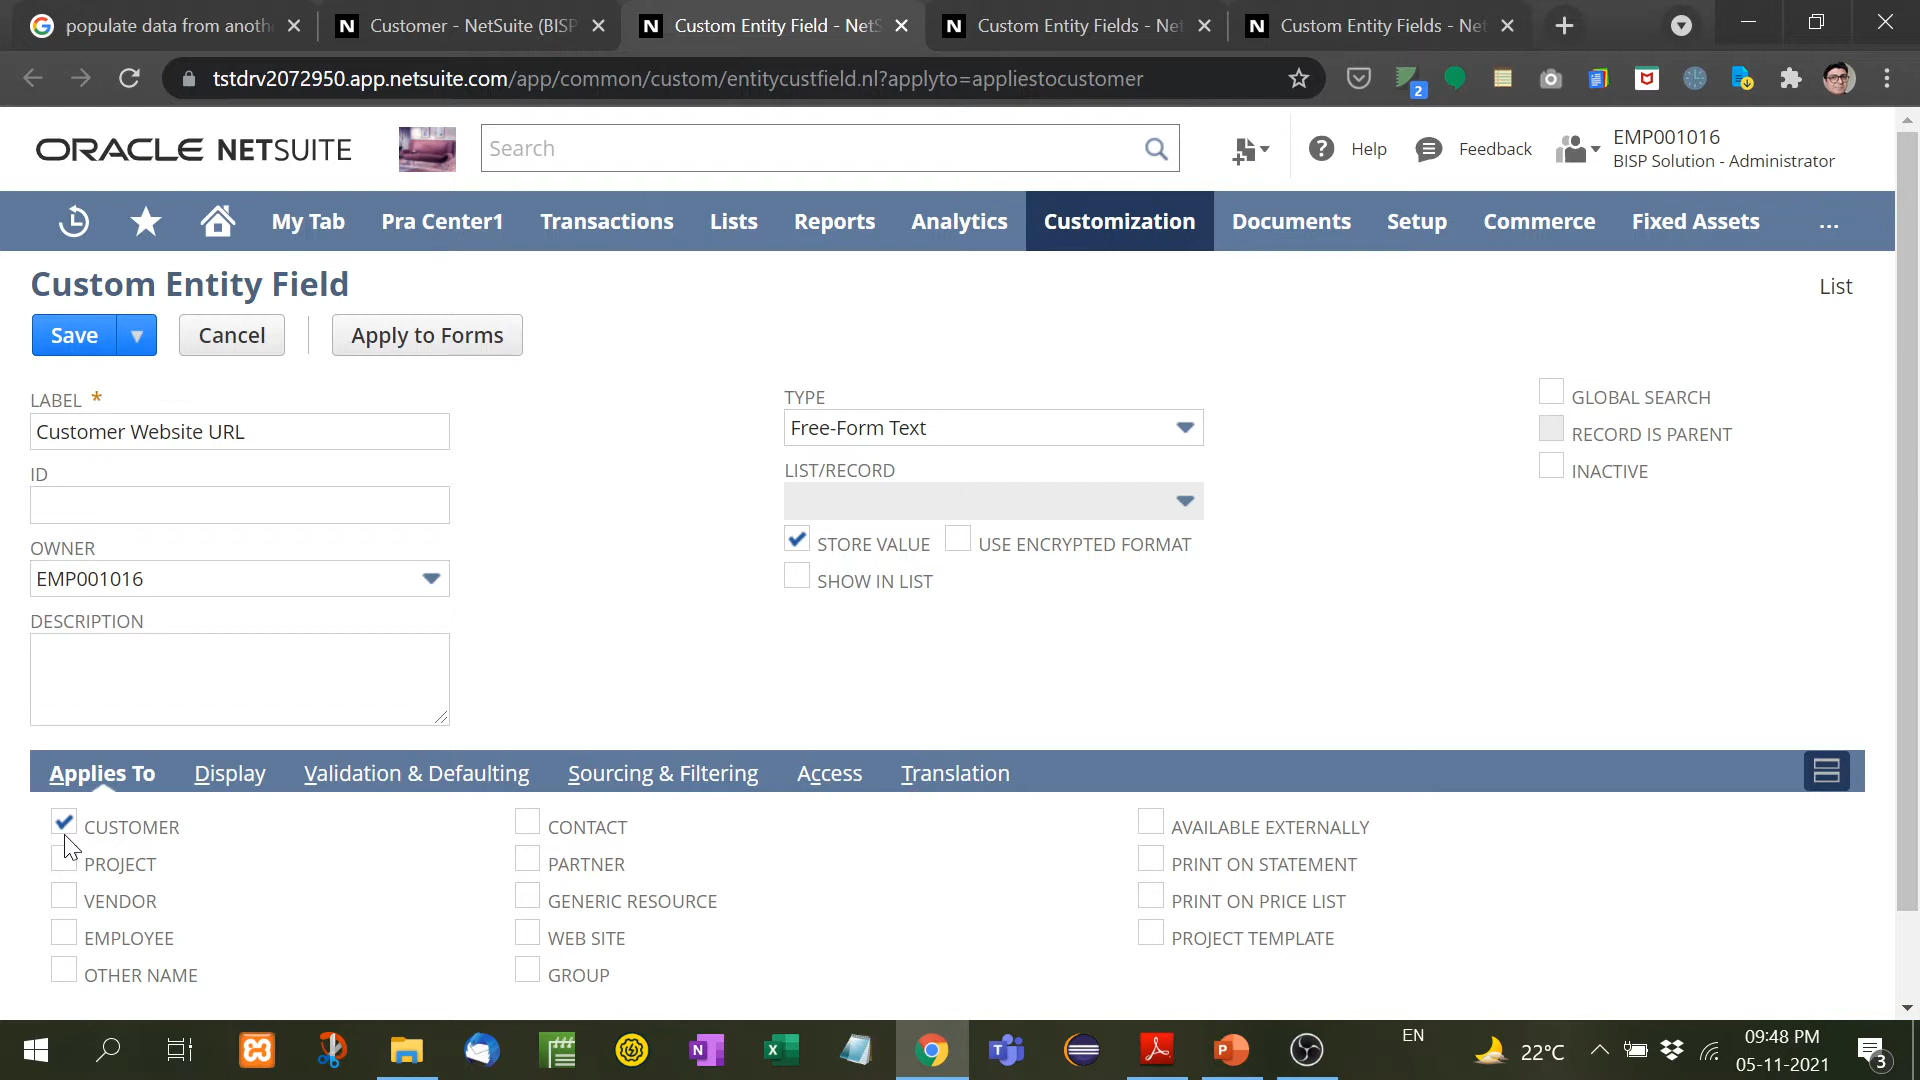 populate data from anoth
Customer - NetSuite (BISP
Custom Entity Field - NetS
Custom Entity Fields - Net
Custom Entity Fields - Net
tstdrv2072950.app.netsuite.com/app/common/custom/entitycustfield.nl?applyto=appliestocustomer
2
ORACLE NETSUITE
Search
Help
Feedback
EMP001016
BISP Solution - Administrator
My Tab
Pra Center1
Transactions
Lists
Reports
Analytics
Customization
Documents
Setup
Commerce
Fixed Assets
...
Custom Entity Field
List
Save
Cancel
Apply to Forms
LABEL *
Customer Website URL
ID
OWNER
EMP001016
DESCRIPTION
TYPE
Free-Form Text
LIST/RECORD
STORE VALUE
USE ENCRYPTED FORMAT
SHOW IN LIST
GLOBAL SEARCH
RECORD IS PARENT
INACTIVE
Applies To
Display
Validation & Defaulting
Sourcing & Filtering
Access
Translation
CUSTOMER
PROJECT
VENDOR
EMPLOYEE
OTHER NAME
CONTACT
PARTNER
GENERIC RESOURCE
WEB SITE
GROUP
AVAILABLE EXTERNALLY
PRINT ON STATEMENT
PRINT ON PRICE LIST
PROJECT TEMPLATE
EN
22°C
09:48 PM
05-11-2021
3